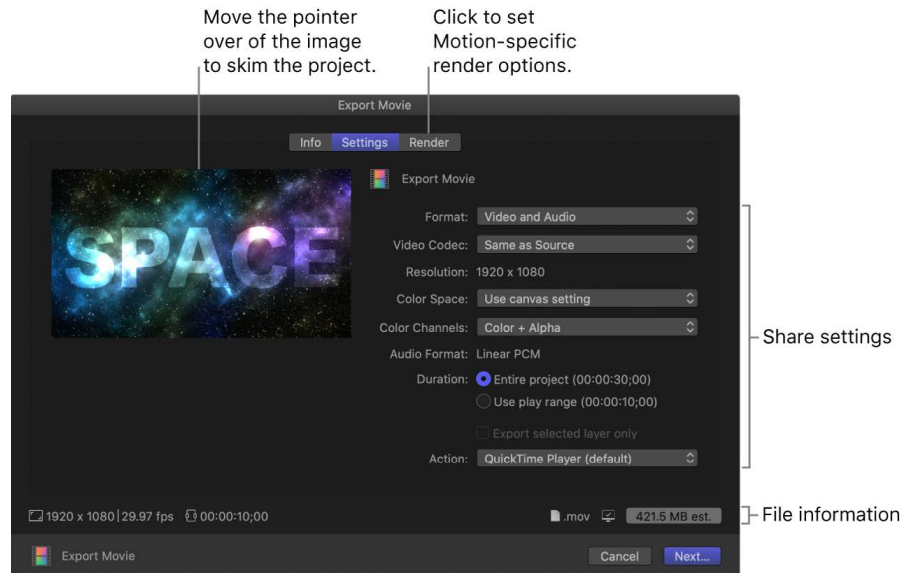 Move the pointer
over of the image
to skim the project.
Click to set
Motion-specific
render options.
Export Movie
Info Settings Render
SPACE
Export Movie
Format: Video and Audio
Video Codec: Same as Source
Resolution: 1920 x 1080
Color Space: Use canvas setting
Color Channels: Color + Alpha
Audio Format: Linear PCM
Duration: Entire project (00:00:30;00)
Use play range (00:00:10;00)
Export selected layer only
Action: QuickTime Player (default)
Share settings
1920 x 1080 | 29.97 fps 00:00:10;00 .mov 421.5 MB est.
File information
Export Movie Cancel Next...